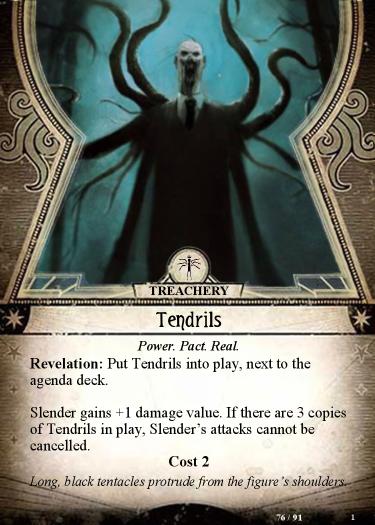 TREACHERY
Tendrils
Power. Pact. Real.
Revelation: Put Tendrils into play, next to the
agenda deck.
Slender gains +1 damage value. If there are 3 copies
of Tendrils in play, Slender's attacks cannot be
cancelled.
Cost 2
Long, black tentacles protrude from the figure's shoulders.
76 / 91 1